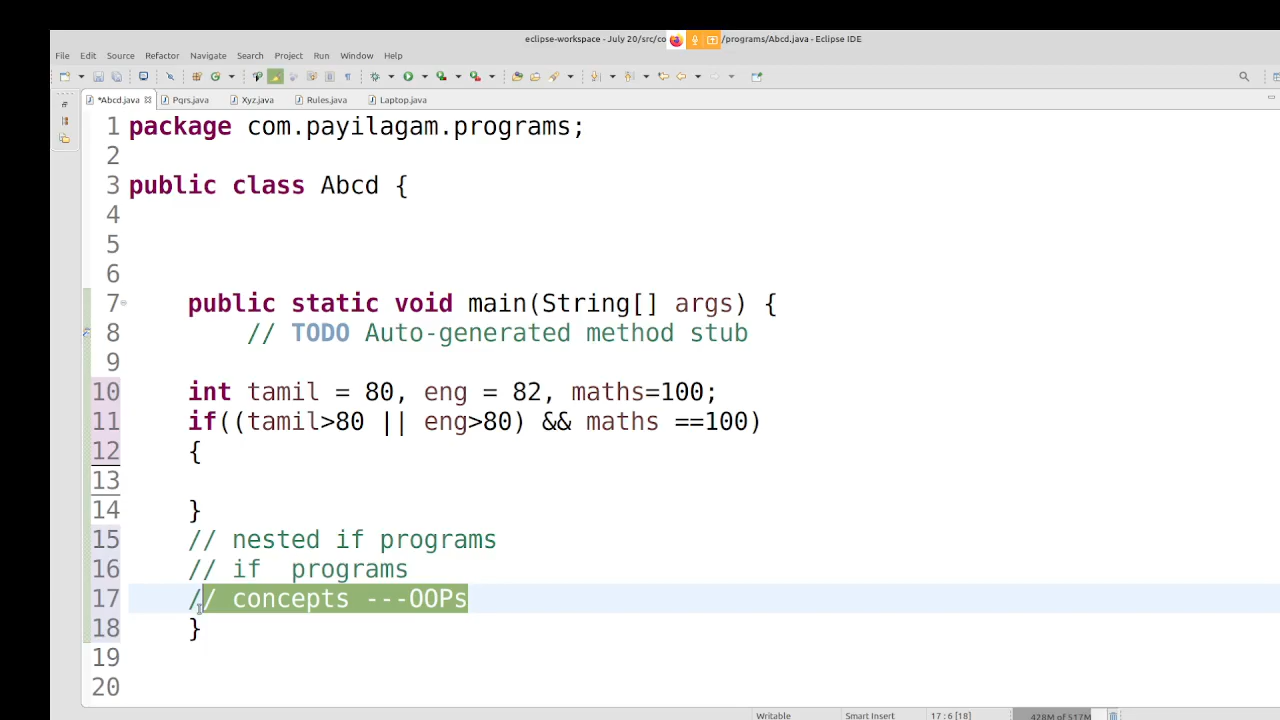 eclipse-workspace - July 20/src/co /programs/Abcd.java - Eclipse IDE
File Edit Source Refactor Navigate Search Project Run Window Help
*Abcd.java Pqrs.java Xyz.java Rules.java Laptop.java
1 package com.payilagam.programs;
2
3 public class Abcd {
4
5
6
7 public static void main(String[] args) {
8 // TODO Auto-generated method stub
9
10 int tamil = 80, eng = 82, maths=100;
11 if((tamil>80 || eng>80) && maths ==100)
12 {
13
14 }
15 // nested if programs
16 // if  programs
17 // concepts ---OOPs
18 }
19
20
Writable Smart Insert 17 : 6 [18] 428M of 517M